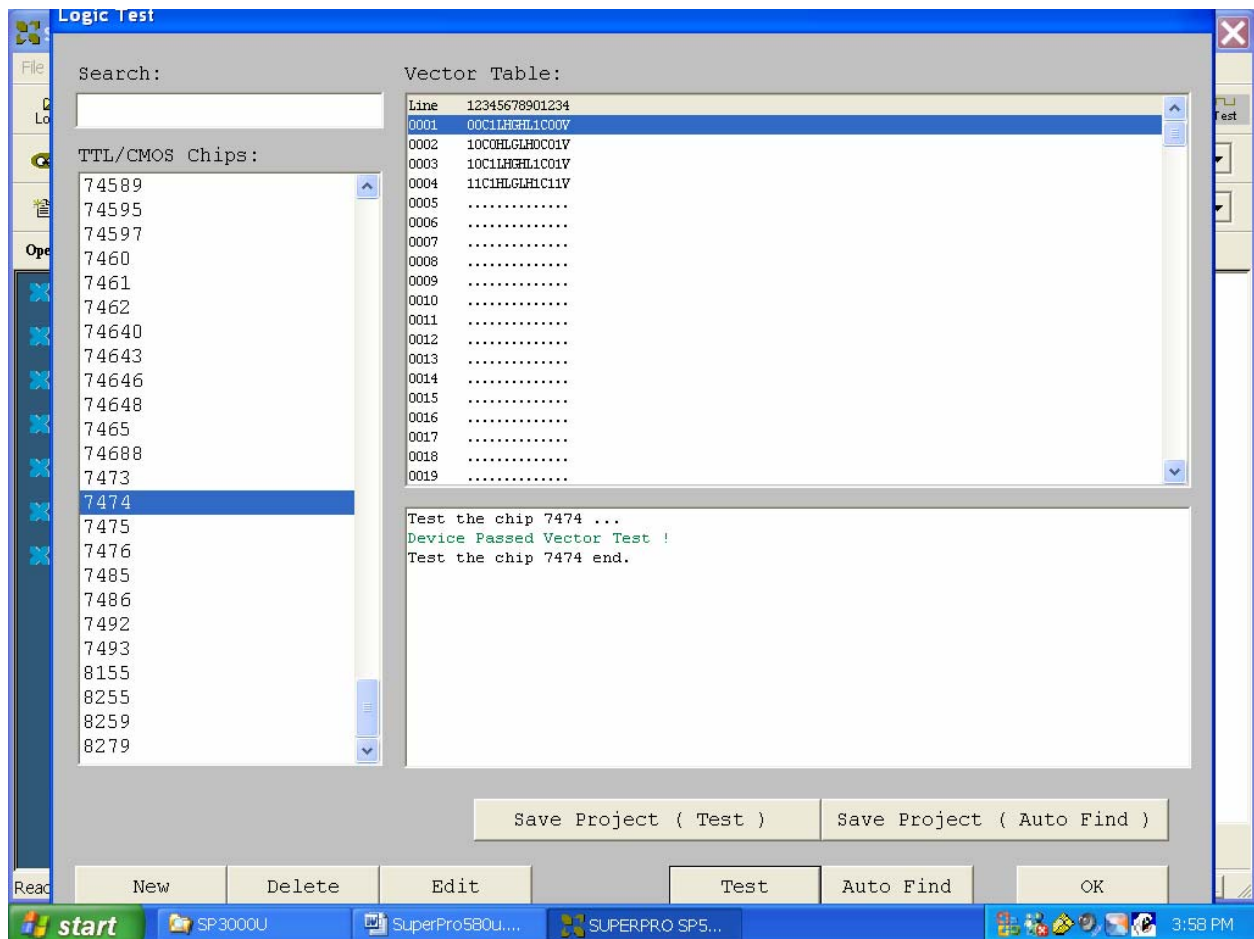 Logic Test
S
File
Lo
Test
Search:
Vector Table:
Line 12345678901234
0001 00C1LHGHL1C00V
0002 10C0HLGLH0C01V
0003 10C1LHGHL1C01V
0004 11C1HLGLH1C11V
0005 ..............
0006 ..............
0007 ..............
0008 ..............
0009 ..............
0010 ..............
0011 ..............
0012 ..............
0013 ..............
0014 ..............
0015 ..............
0016 ..............
0017 ..............
0018 ..............
0019 ..............
TTL/CMOS Chips:
74589
74595
74597
7460
7461
7462
74640
74643
74646
74648
7465
74688
7473
7474
7475
7476
7485
7486
7492
7493
8155
8255
8259
8279
Ope
Test the chip 7474 ...
Device Passed Vector Test !
Test the chip 7474 end.
Save Project ( Test ) Save Project ( Auto Find )
Read
New Delete Edit Test Auto Find OK
start SP3000U SuperPro580u.... SUPERPRO SP5... 3:58 PM